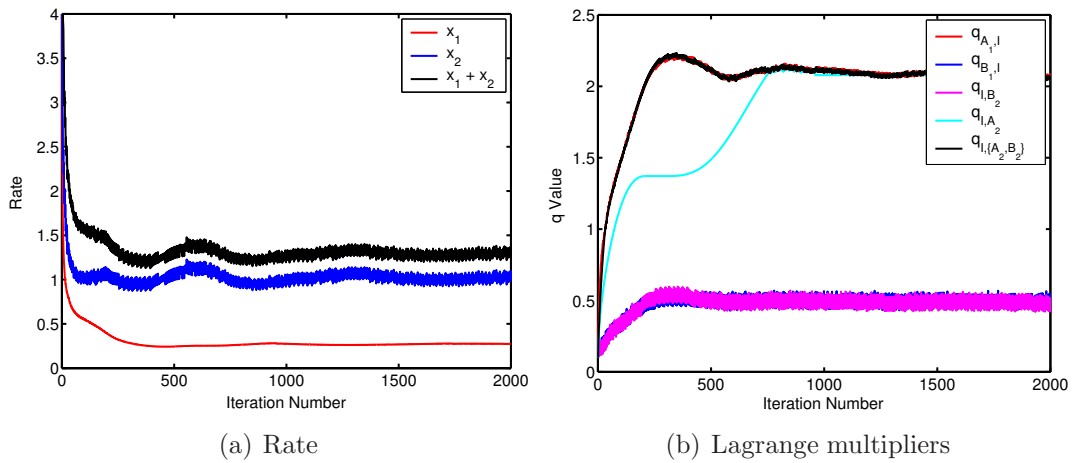 4
3.5
3
2.5
2
1.5
1
0.5
0
Rate
0 500 1000 1500 2000
Iteration Number
x1
x2
x1 + x2
(a) Rate
2.5
2
1.5
1
0.5
0
q Value
0 500 1000 1500 2000
Iteration Number
qA1,I
qB1,I
qI,B2
qI,A2
qI,{A2,B2}
(b) Lagrange multipliers